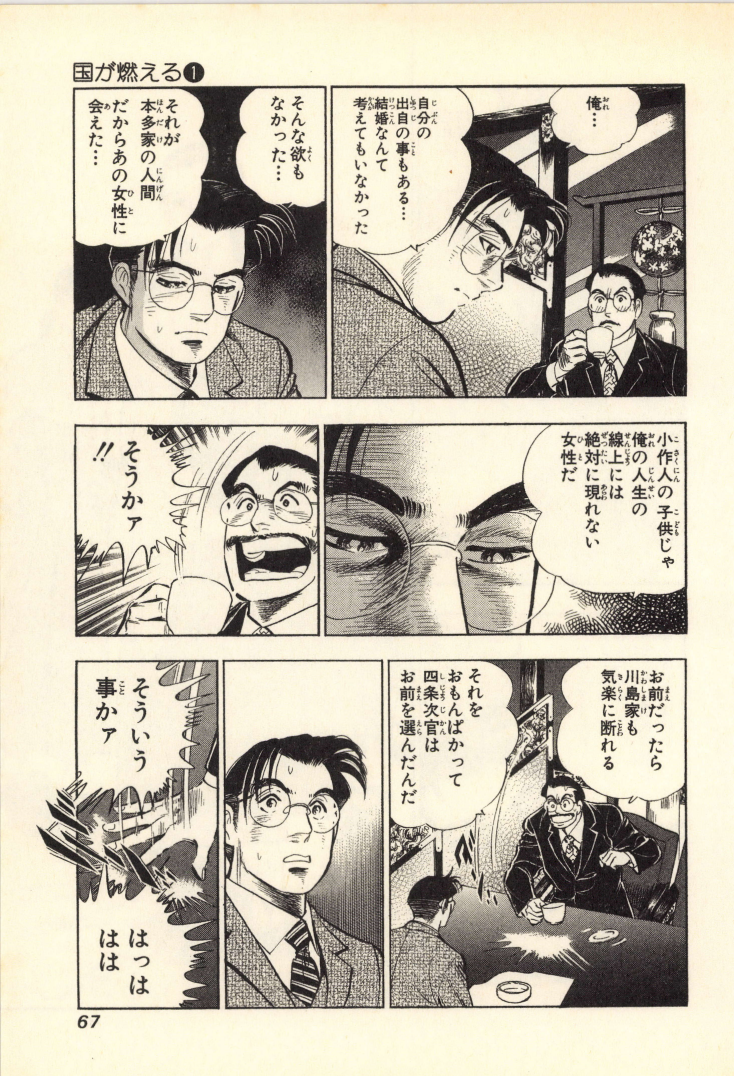 国が燃える❶
俺…
自分の
出自の事もある…
結婚なんて
考えてもいなかった
そんな欲も
なかった…
それが
本多家の人間
だからあの女性に
会えた…
小作人の子供じゃ
俺の人生の
線上には
絶対に現れない
女性だ
そうかァ
!!
お前だったら
川島家も
気楽に断れる
それを
おもんぱかって
四条次官は
お前を選んだんだ
そういう
事かァ
はっは
はは
67